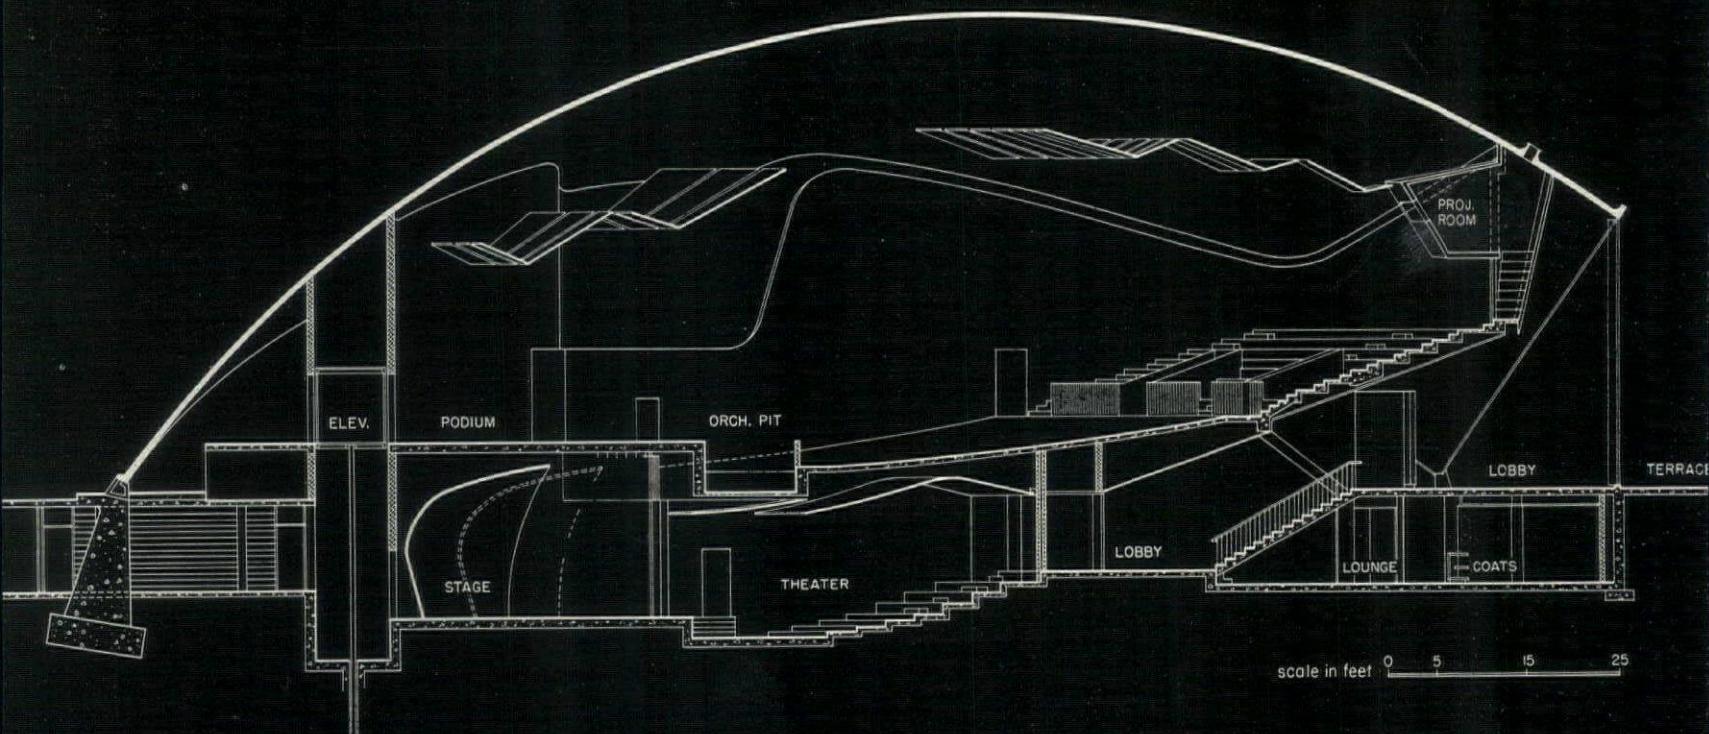 PROJ.
ROOM
ELEV.
PODIUM
ORCH. PIT
LOBBY
TERRACE
LOBBY
STAGE
THEATER
LOUNGE
COATS
scale in feet
0 5 15 25